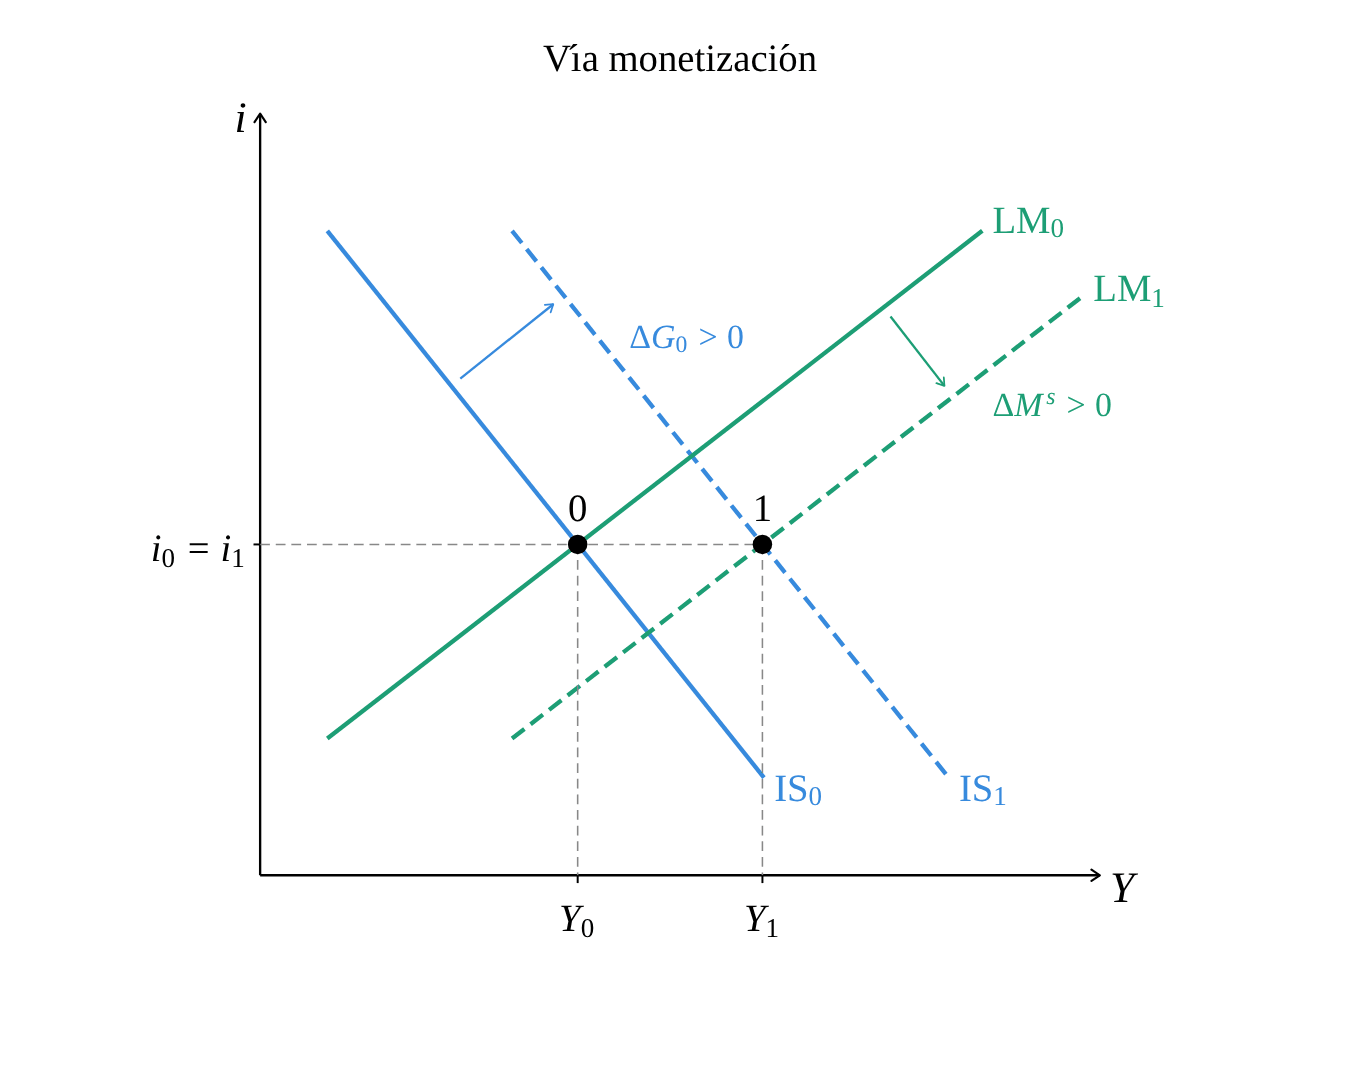 Vía monetización
i
LM₀
LM₁
ΔG₀ > 0
ΔMˢ > 0
0
1
i₀ = i₁
IS₀
IS₁
Y
Y₀
Y₁